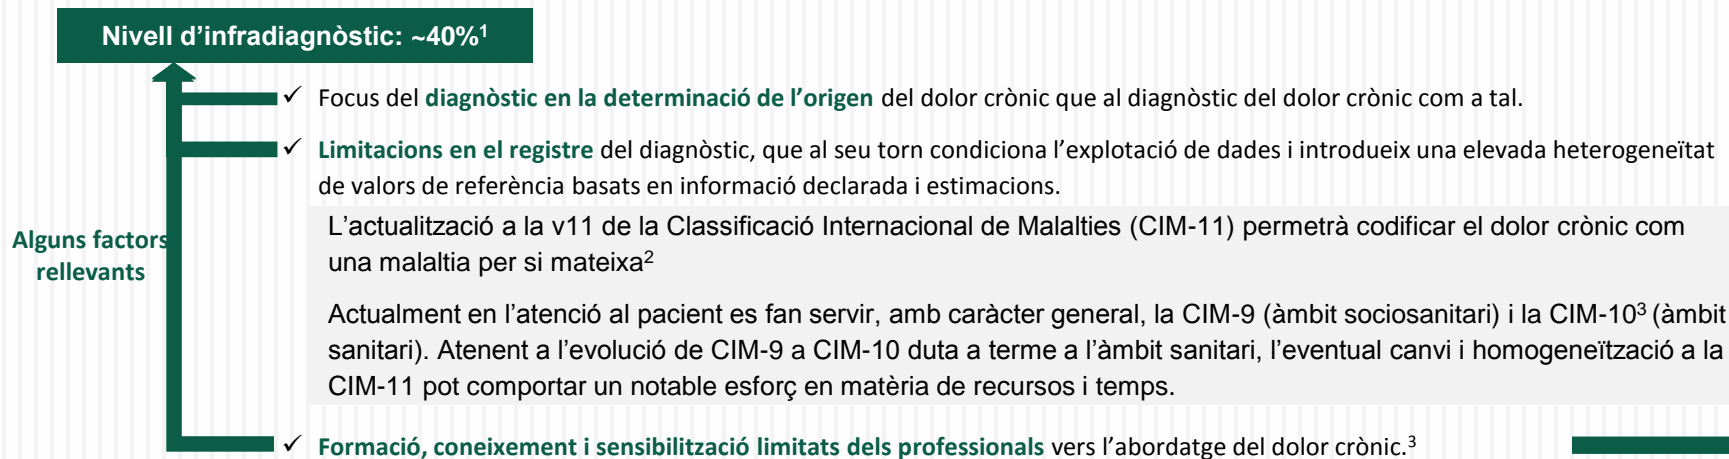 Nivell d’infradiagnòstic: ~40%¹
✓ Focus del diagnòstic en la determinació de l’origen del dolor crònic que al diagnòstic del dolor crònic com a tal.
✓ Limitacions en el registre del diagnòstic, que al seu torn condiciona l’explotació de dades i introdueix una elevada heterogeneïtat
de valors de referència basats en informació declarada i estimacions.
Alguns factors
rellevants
L’actualització a la v11 de la Classificació Internacional de Malalties (CIM-11) permetrà codificar el dolor crònic com
una malaltia per si mateixa²
Actualment en l’atenció al pacient es fan servir, amb caràcter general, la CIM-9 (àmbit sociosanitari) i la CIM-10³ (àmbit
sanitari). Atenent a l’evolució de CIM-9 a CIM-10 duta a terme a l’àmbit sanitari, l’eventual canvi i homogeneïtzació a la
CIM-11 pot comportar un notable esforç en matèria de recursos i temps.
✓ Formació, coneixement i sensibilització limitats dels professionals vers l’abordatge del dolor crònic.³